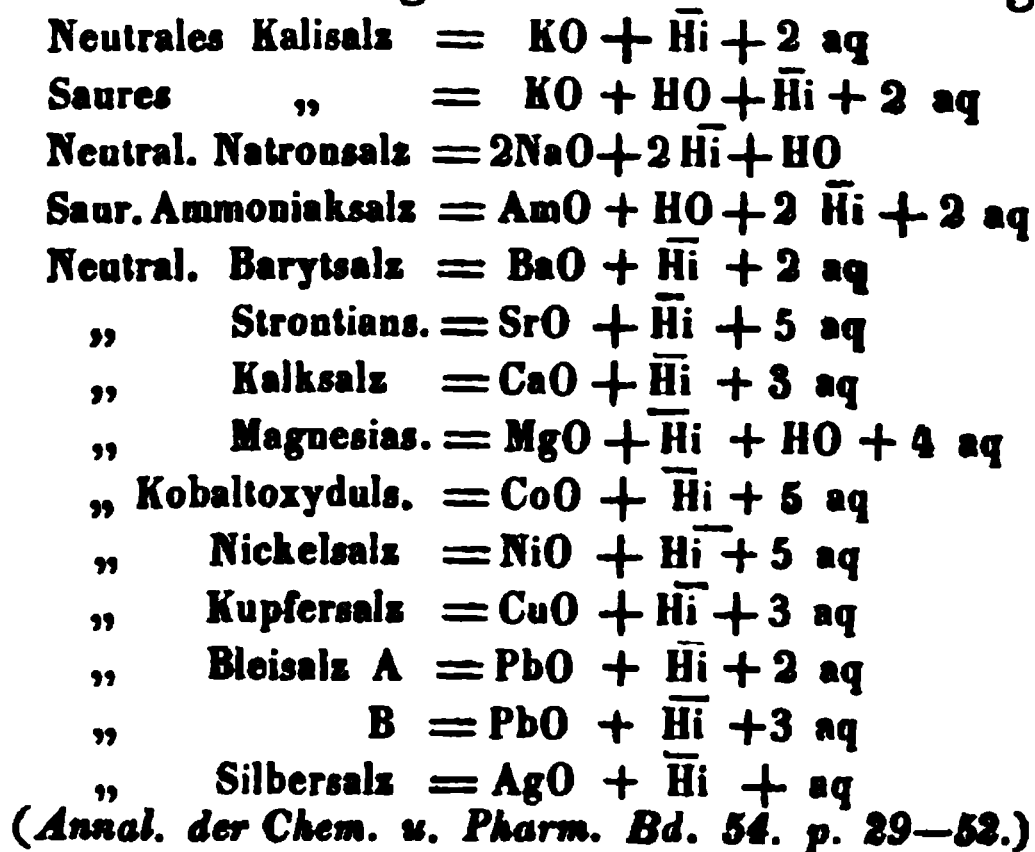 Neutrales Kalisalz = KO + H̅i̅ + 2 aq
Saures „ = KO + HO + H̅i̅ + 2 aq
Neutral. Natronsalz = 2NaO + 2 H̅i̅ + HO
Saur. Ammoniaksalz = AmO + HO + 2 H̅i̅ + 2 aq
Neutral. Barytsalz = BaO + H̅i̅ + 2 aq
„ Strontians. = SrO + H̅i̅ + 5 aq
„ Kalksalz = CaO + H̅i̅ + 3 aq
„ Magnesias. = MgO + H̅i̅ + HO + 4 aq
„ Kobaltoxyduls. = CoO + H̅i̅ + 5 aq
„ Nickelsalz = NiO + H̅i̅ + 5 aq
„ Kupfersalz = CuO + H̅i̅ + 3 aq
„ Bleisalz A = PbO + H̅i̅ + 2 aq
„ B = PbO + H̅i̅ +3 aq
„ Silbersalz = AgO + H̅i̅ + aq
(Annal. der Chem. u. Pharm. Bd. 54. p. 29—52.)